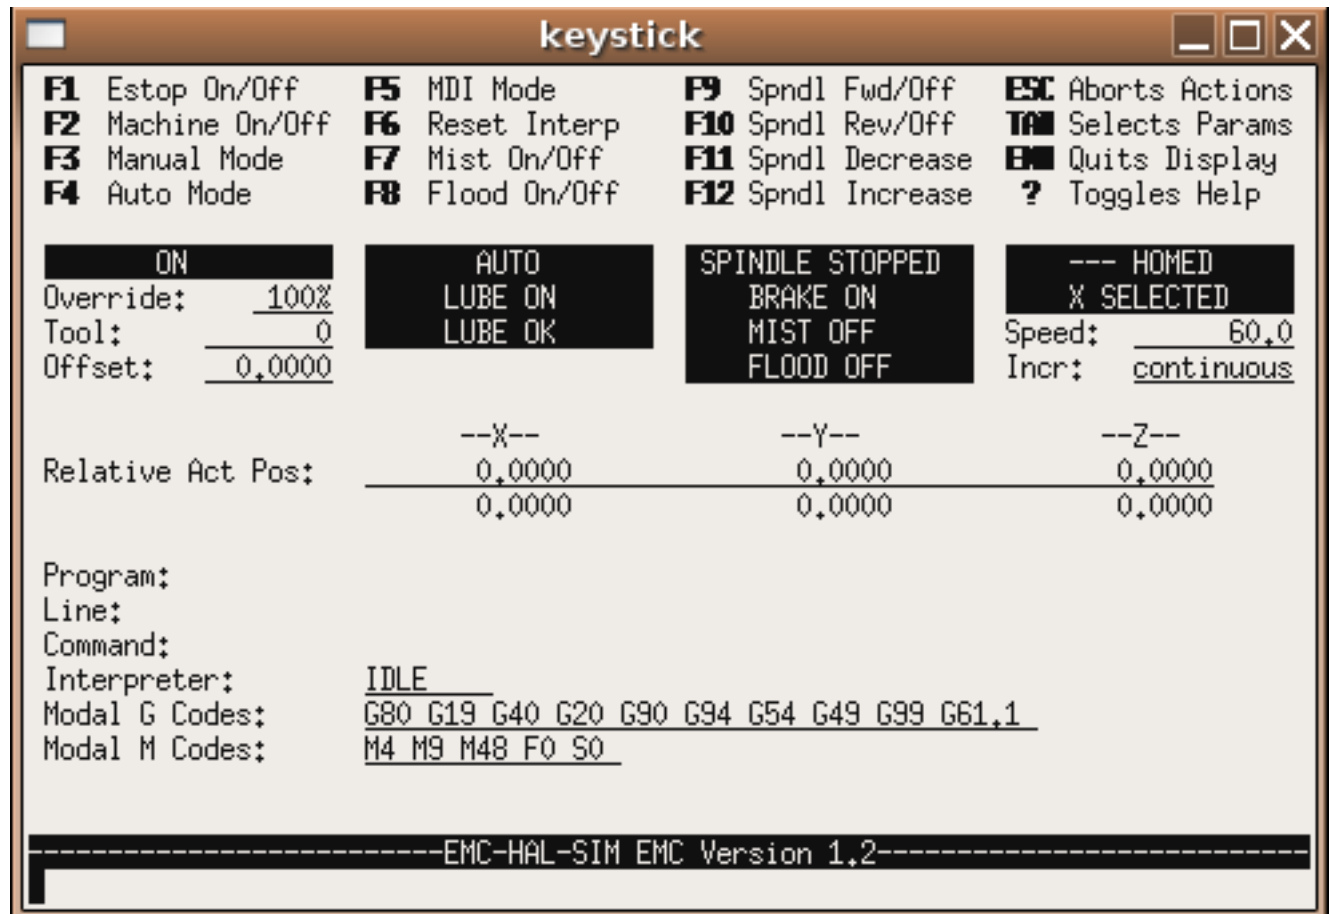 keystick
F1 Estop On/Off F5 MDI Mode F9 Spndl Fwd/Off ESC Aborts Actions
F2 Machine On/Off F6 Reset Interp F10 Spndl Rev/Off TAB Selects Params
F3 Manual Mode F7 Mist On/Off F11 Spndl Decrease END Quits Display
F4 Auto Mode F8 Flood On/Off F12 Spndl Increase ? Toggles Help
ON AUTO SPINDLE STOPPED --- HOMED
Override: 100% LUBE ON BRAKE ON X SELECTED
Tool: 0 LUBE OK MIST OFF Speed: 60.0
Offset: 0.0000 FLOOD OFF Incr: continuous
--X-- --Y-- --Z--
Relative Act Pos: 0.0000 0.0000 0.0000
0.0000 0.0000 0.0000
Program:
Line:
Command:
Interpreter: IDLE
Modal G Codes: G80 G19 G40 G20 G90 G94 G54 G49 G99 G61.1
Modal M Codes: M4 M9 M48 F0 S0
--------------------------EMC-HAL-SIM EMC Version 1.2---------------------------